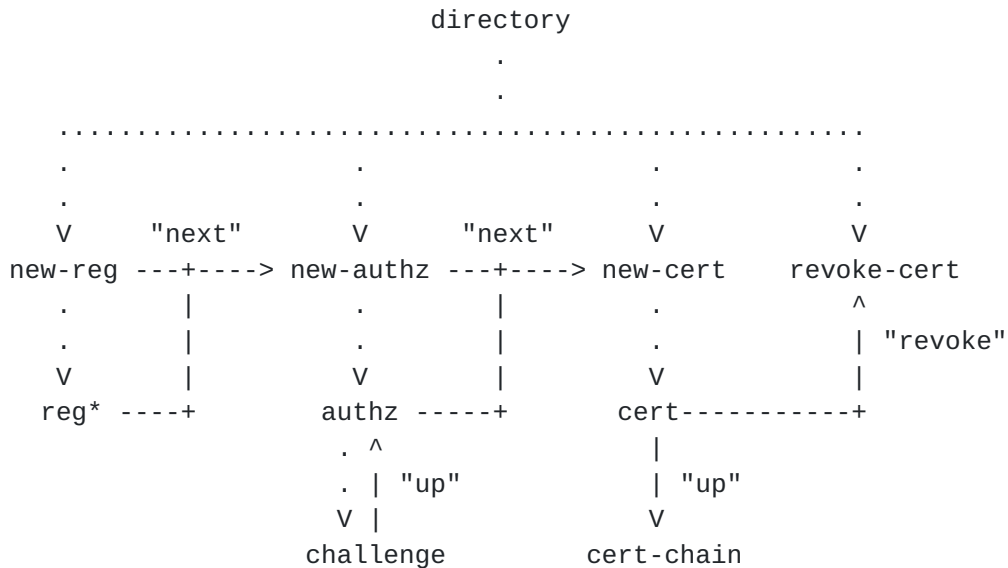 directory
.
.
....................................................
. . . .
. . . .
V "next" V "next" V V
new-reg ---+----> new-authz ---+----> new-cert revoke-cert
. | . | . ^
. | . | . | "revoke"
V | V | V |
reg* ----+ authz -----+ cert-----------+
. ^ |
. | "up" | "up"
V | V
challenge cert-chain